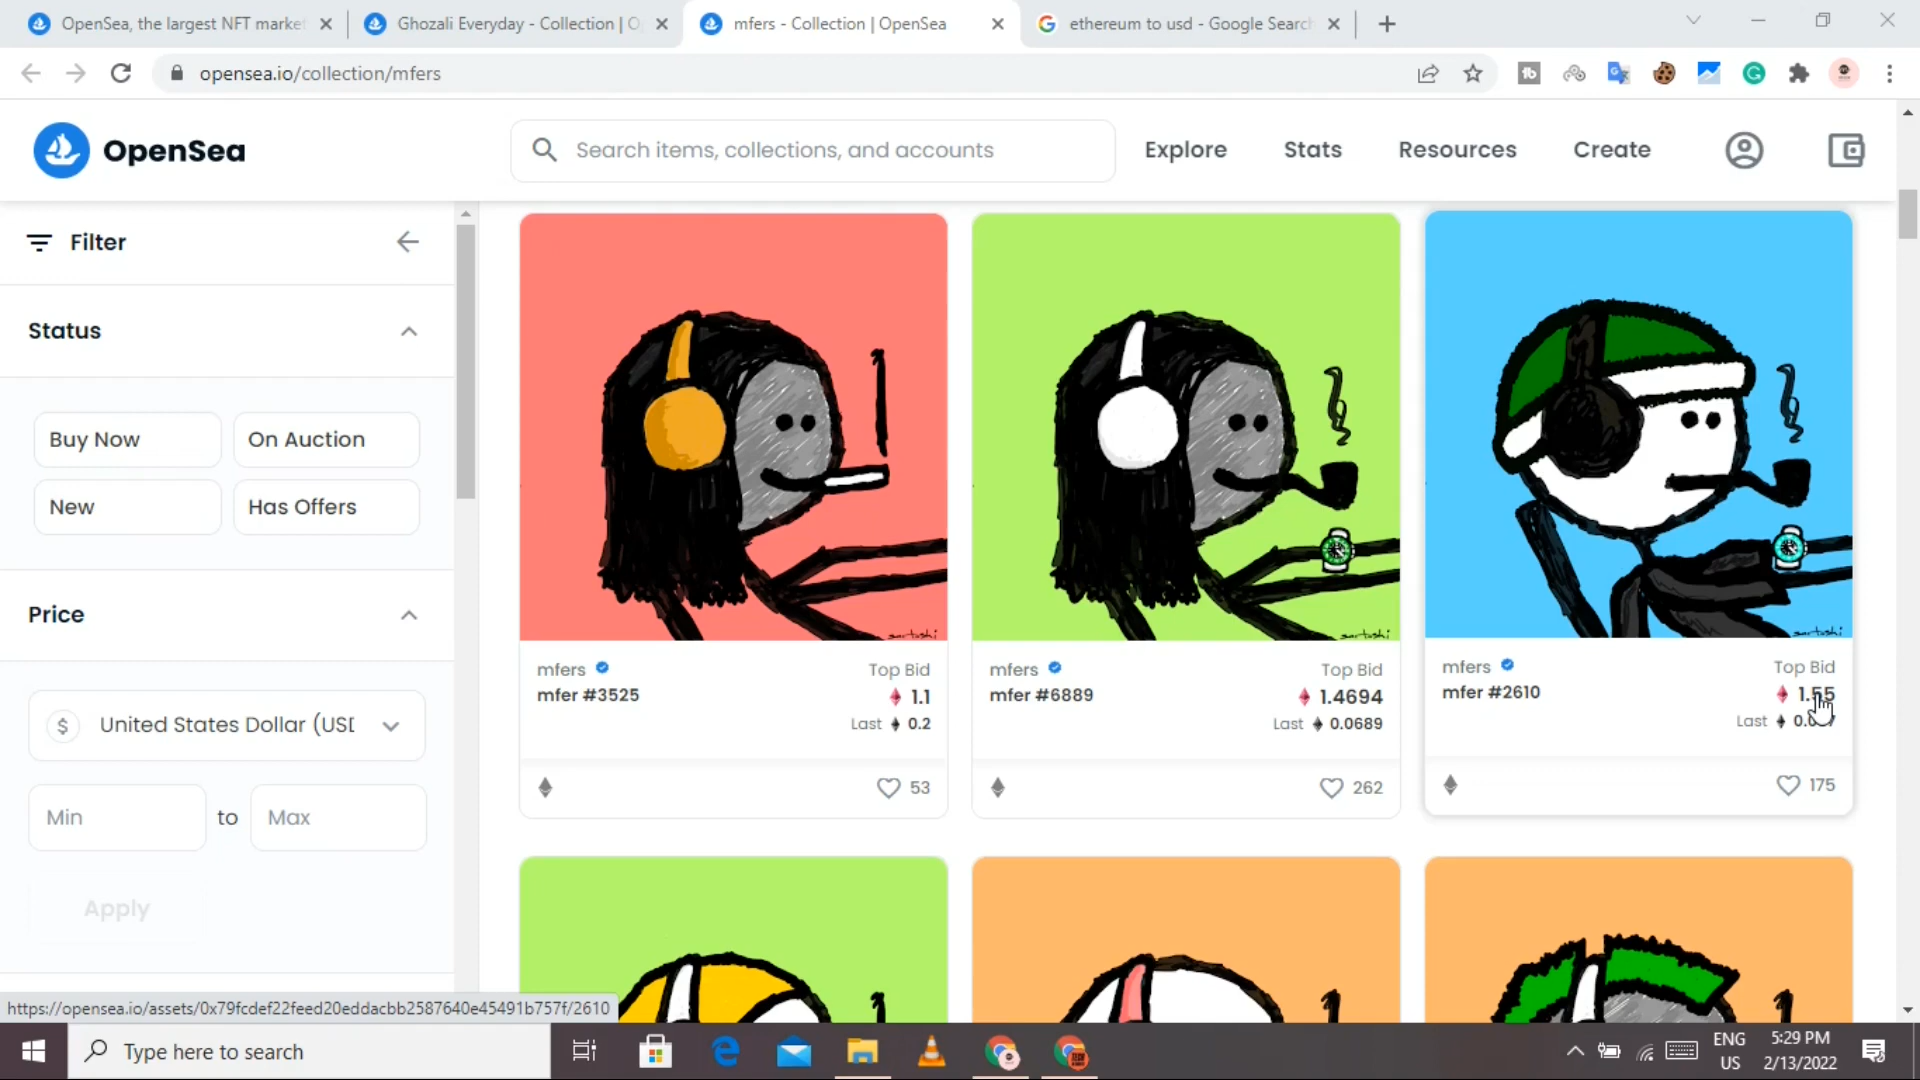 OpenSea, the largest NFT market
Ghozali Everyday - Collection | O
mfers - Collection | OpenSea
ethereum to usd - Google Search
opensea.io/collection/mfers
OpenSea
Search items, collections, and accounts
Explore
Stats
Resources
Create
Filter
Status
Buy Now
On Auction
New
Has Offers
Price
$ United States Dollar (USD
Min
to
Max
Apply
sartoshi
mfers
Top Bid
mfer #3525
1.1
Last 0.2
53
sartoshi
mfers
Top Bid
mfer #6889
1.4694
Last 0.0689
262
sartoshi
mfers
Top Bid
mfer #2610
1.55
Last
175
https://opensea.io/assets/0x79fcdef22feed20eddacbb2587640e45491b757f/2610
Type here to search
ENG
US
5:29 PM
2/13/2022